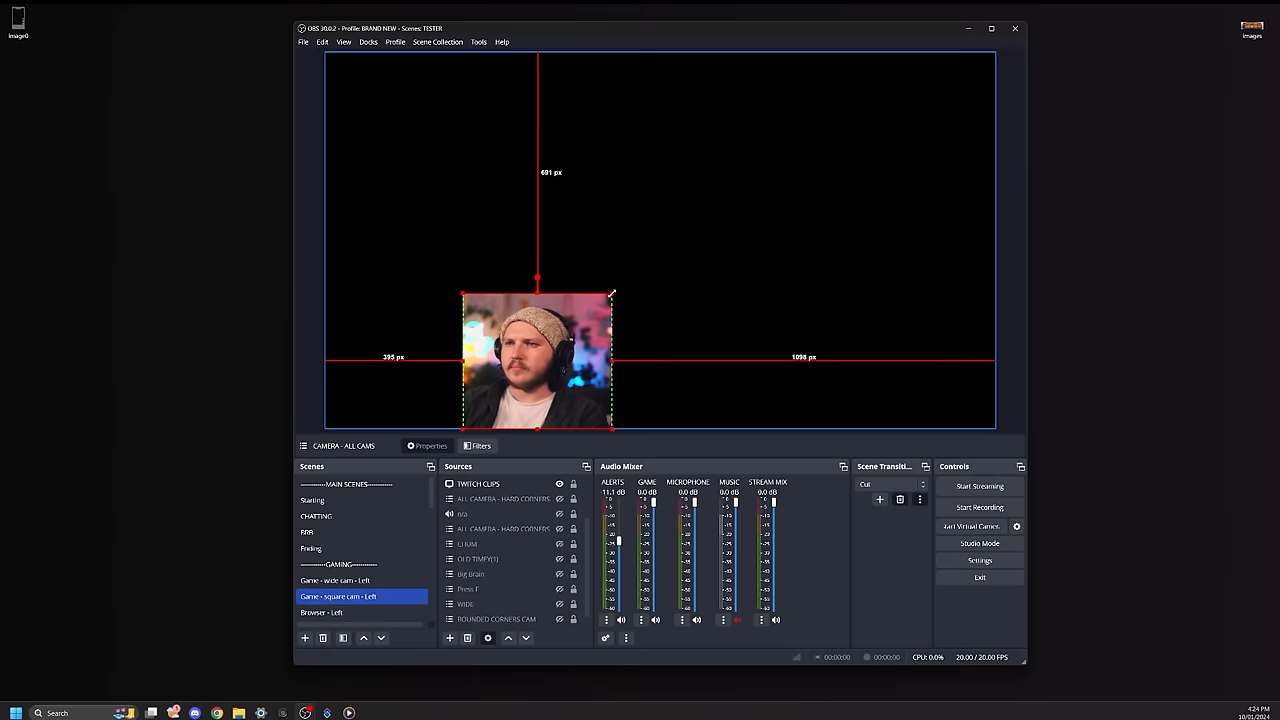 image0
Images
OBS 30.0.2 - Profile: BRAND NEW - Scenes: TESTER
File Edit View Docks Profile Scene Collection Tools Help
691 px
395 px
1098 px
CAMERA - ALL CAMS
Properties
Filters
Scenes
-----------MAIN SCENES-----------
Starting
CHATTING
BRB
Ending
-----------GAMING-----------
Game - wide cam - Left
Game - square cam - Left
Browser - Left
Sources
TWITCH CLIPS
ALL CAMERA - HARD CORNERS
n/a
ALL CAMERA - HARD CORNERS
CHUM
OLD TIMEY(1)
Big Brain
Press F
WIDE
ROUNDED CORNERS CAM
Audio Mixer
ALERTS GAME MICROPHONE MUSIC STREAM MIX
-11.1 dB 0.0 dB 0.0 dB 0.0 dB 0.0 dB
Scene Transiti...
Cut
Controls
Start Streaming
Start Recording
tart Virtual Camer
Studio Mode
Settings
Exit
00:00:00
00:00:00
CPU: 0.0%
20.00 / 20.00 FPS
Search
4:24 PM
10/01/2024